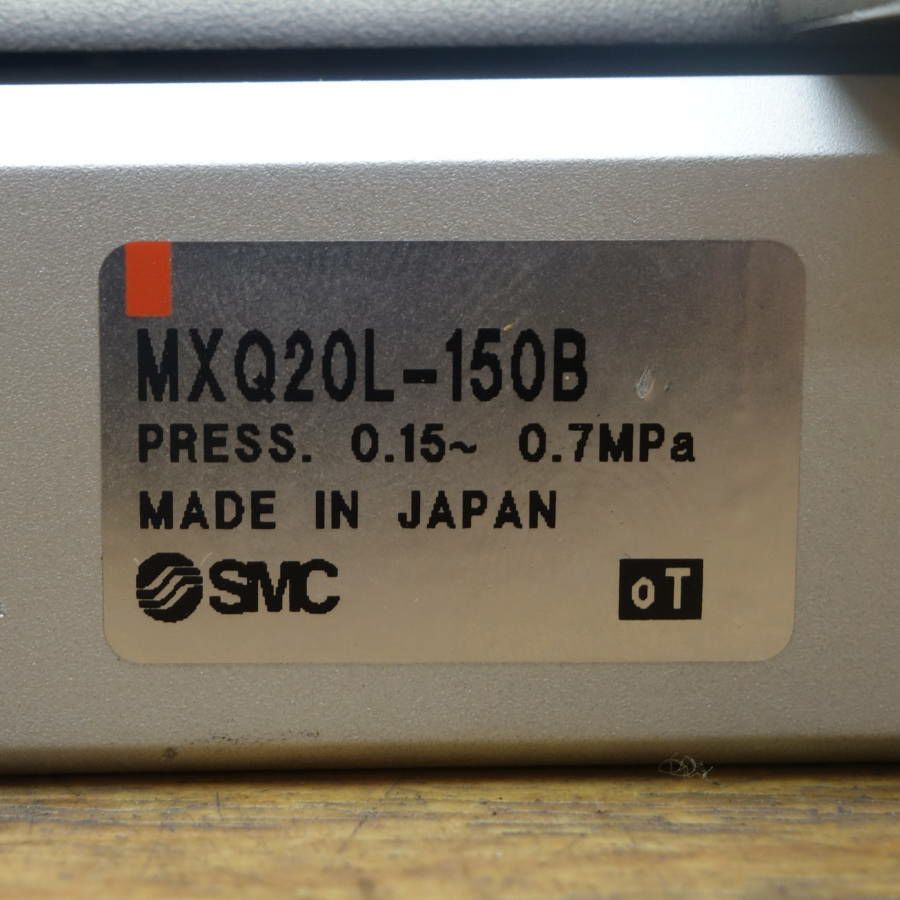 MXQ20L-150B
PRESS. 0.15~ 0.7MPa
MADE IN JAPAN
SMC oT